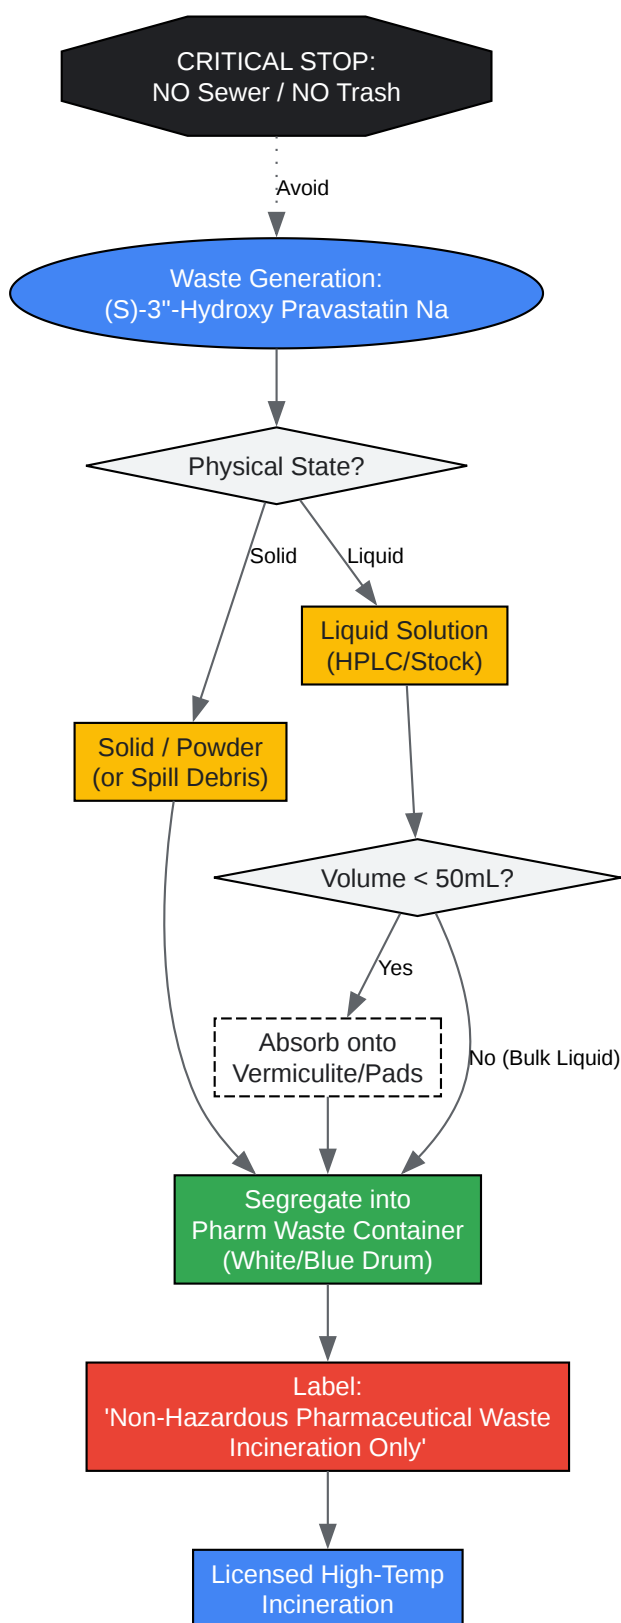 CRITICAL STOP:
NO Sewer / NO Trash
Avoid
Waste Generation:
(S)-3"-Hydroxy Pravastatin Na
Physical State?
Solid
Liquid
Liquid Solution
(HPLC/Stock)
Solid / Powder
(or Spill Debris)
Volume < 50mL?
Yes
Absorb onto
Vermiculite/Pads
No (Bulk Liquid)
Segregate into
Pharm Waste Container
(White/Blue Drum)
Label:
'Non-Hazardous Pharmaceutical Waste
Incineration Only'
Licensed High-Temp
Incineration